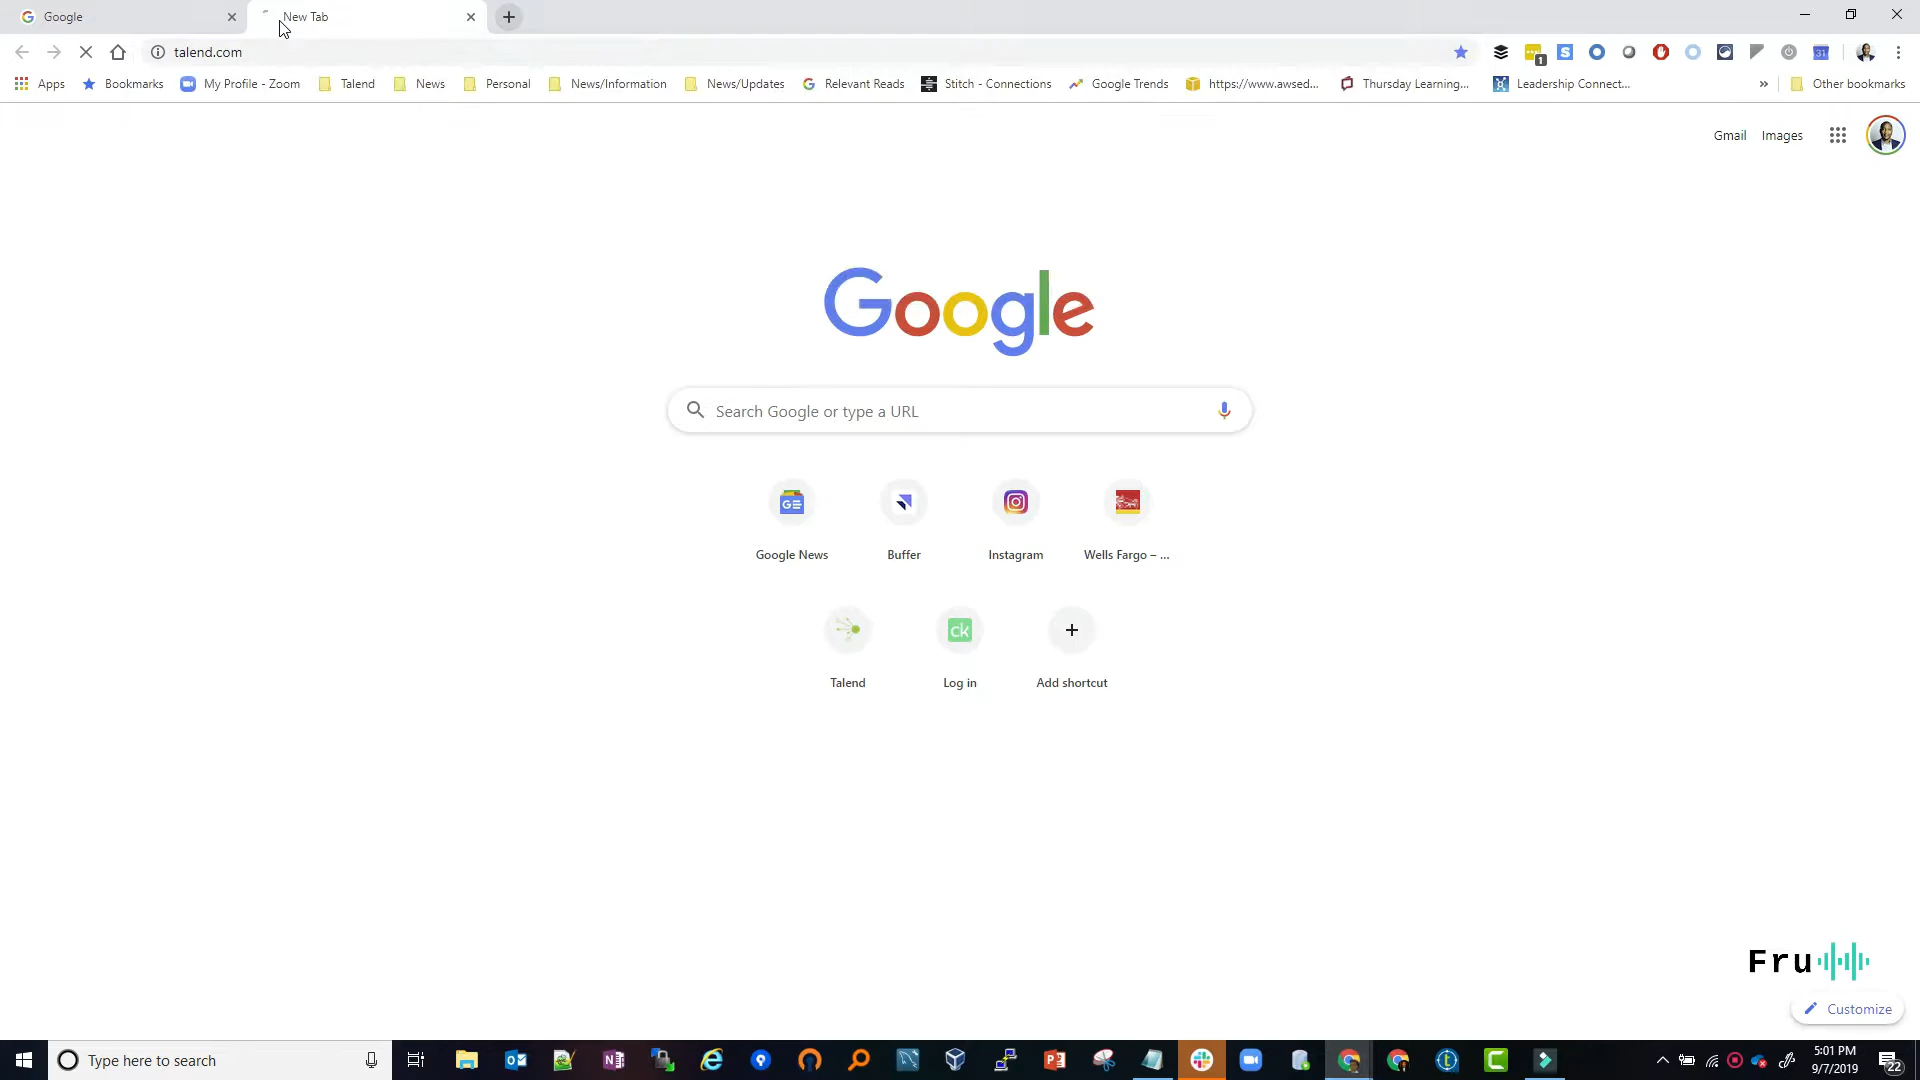 Google
New Tab
talend.com
1
31
Apps
Bookmarks
My Profile - Zoom
Talend
News
Personal
News/Information
News/Updates
Relevant Reads
Stitch - Connections
Google Trends
https://www.awsed...
Thursday Learning...
Leadership Connect...
»
Other bookmarks
Gmail
Images
Google
Search Google or type a URL
Google News
Buffer
Instagram
Wells Fargo – ...
ck
Talend
Log in
Add shortcut
Fru
Customize
Type here to search
5:01 PM
9/7/2019
22